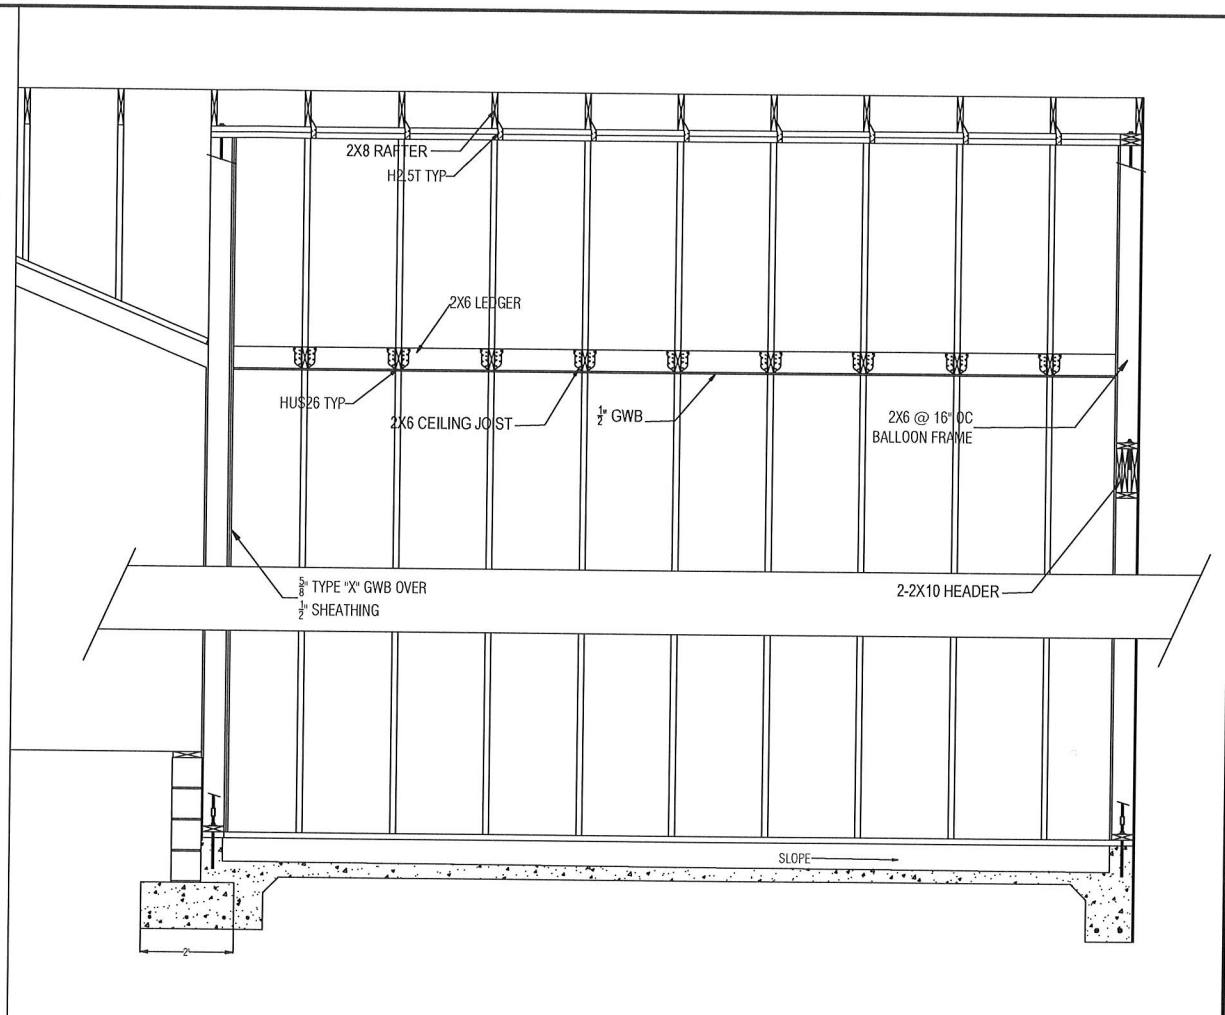 2X8 RAFTER
H2.5T TYP
2X6 LEDGER
HUS26 TYP
2X6 CEILING JOIST
1/2" GWB
2X6 @ 16" OC
BALLOON FRAME
5/8" TYPE "X" GWB OVER
1/2" SHEATHING
2-2X10 HEADER
SLOPE
2'